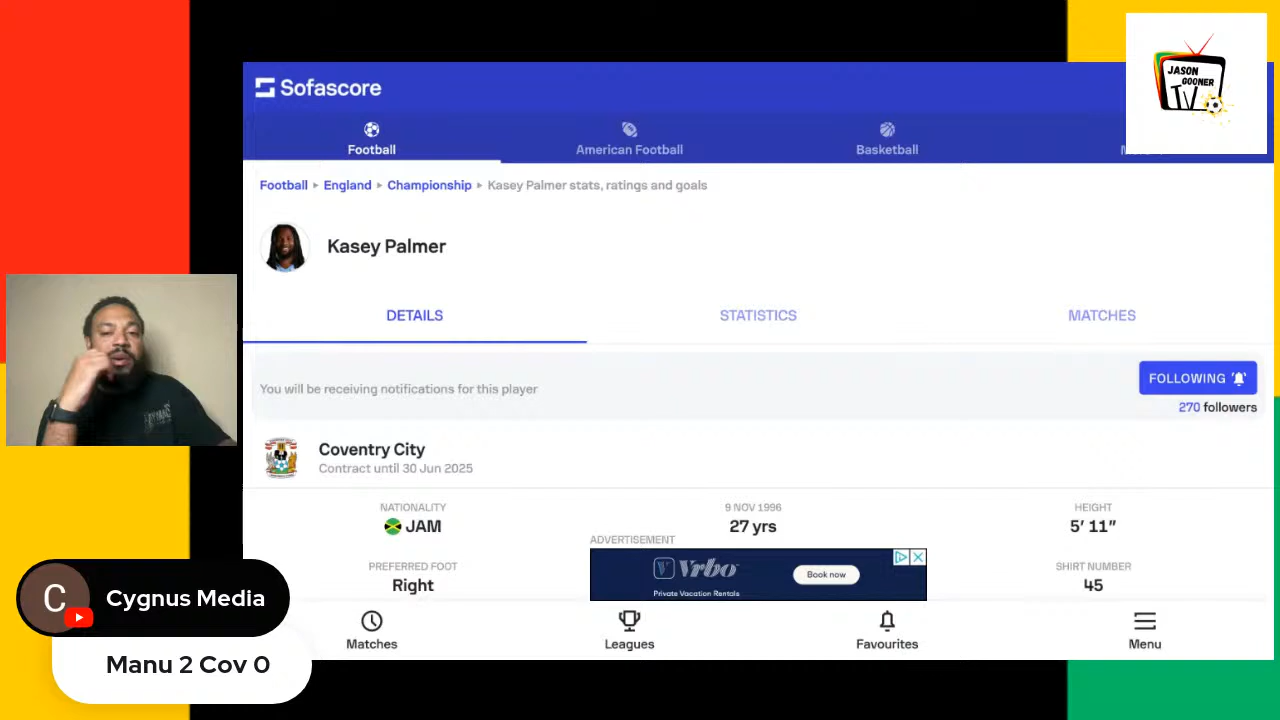 JASON
GOONER
TV
Sofascore
Football
American Football
Basketball
Football ▸ England ▸ Championship ▸ Kasey Palmer stats, ratings and goals
Kasey Palmer
DETAILS
STATISTICS
MATCHES
You will be receiving notifications for this player
FOLLOWING
270 followers
Coventry City
Contract until 30 Jun 2025
NATIONALITY
JAM
9 NOV 1996
27 yrs
HEIGHT
5' 11"
PREFERRED FOOT
Right
ADVERTISEMENT
Vrbo
Private Vacation Rentals
Book now
SHIRT NUMBER
45
Matches
Leagues
Favourites
Menu
C
Cygnus Media
Manu 2 Cov 0